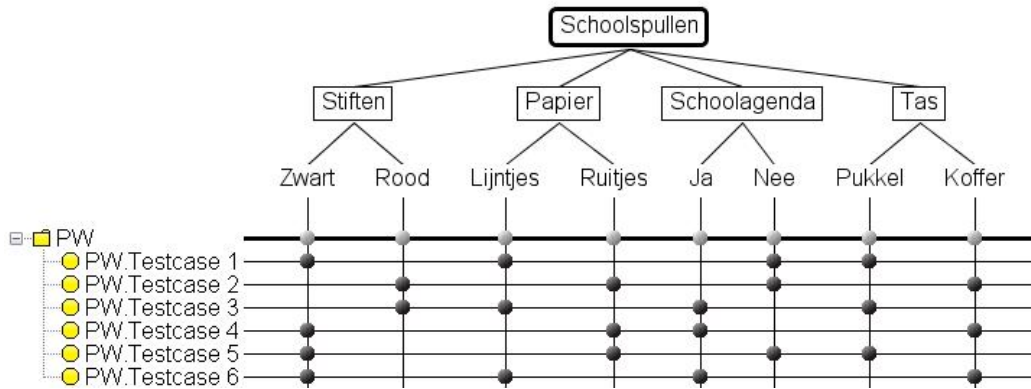 Schoolspullen
Stiften Papier Schoolagenda Tas
Zwart Rood Lijntjes Ruitjes Ja Nee Pukkel Koffer
PW
PW.Testcase 1
PW.Testcase 2
PW.Testcase 3
PW.Testcase 4
PW.Testcase 5
PW.Testcase 6